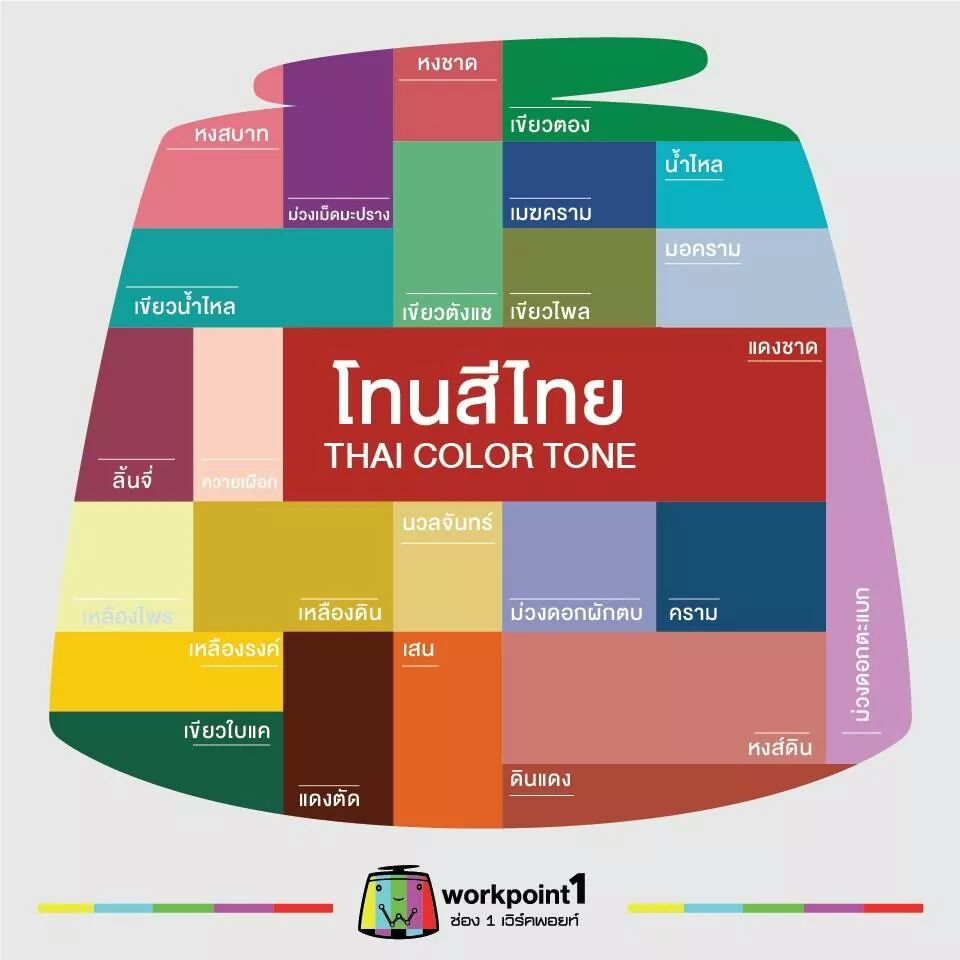 หงชาด
เขียวตอง
หงสบาท
ม่วงเม็ดมะปราง
เมฆคราม
น้ำไหล
มอคราม
เขียวน้ำไหล
เขียวตังแช
เขียวไพล
แดงชาด
โทนสีไทย
THAI COLOR TONE
ลิ้นจี่
ควายเผือก
นวลจันทร์
เหลืองไพร
เหลืองดิน
ม่วงดอกผักตบ
คราม
ม่วงดอกตะแบก
เหลืองรงค์
เสน
เขียวใบแค
หงส์ดิน
แดงตัด
ดินแดง
workpoint1
ช่อง 1 เวิร์คพอยท์